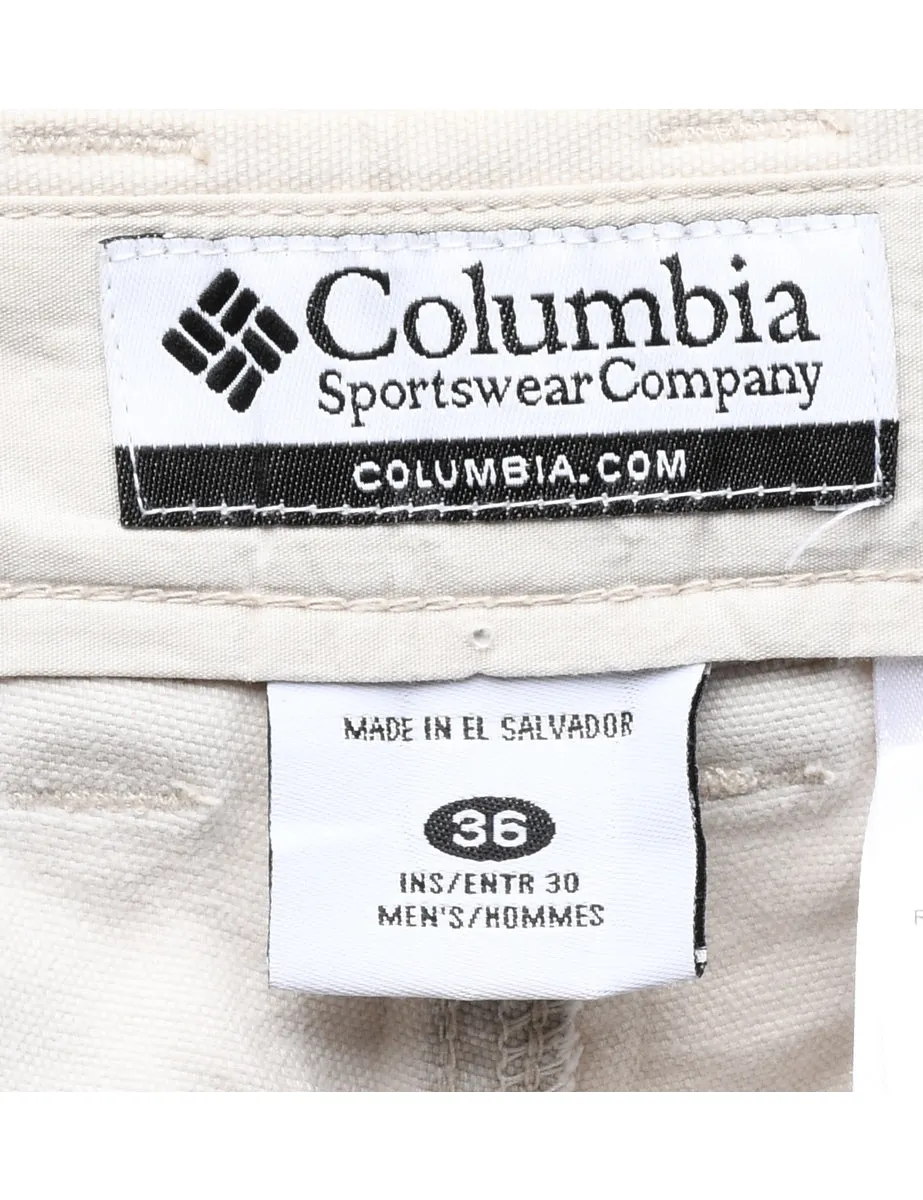 Columbia
Sportswear Company
COLUMBIA.COM
MADE IN EL SALVADOR
36
INS/ENTR 30
MEN'S/HOMMES